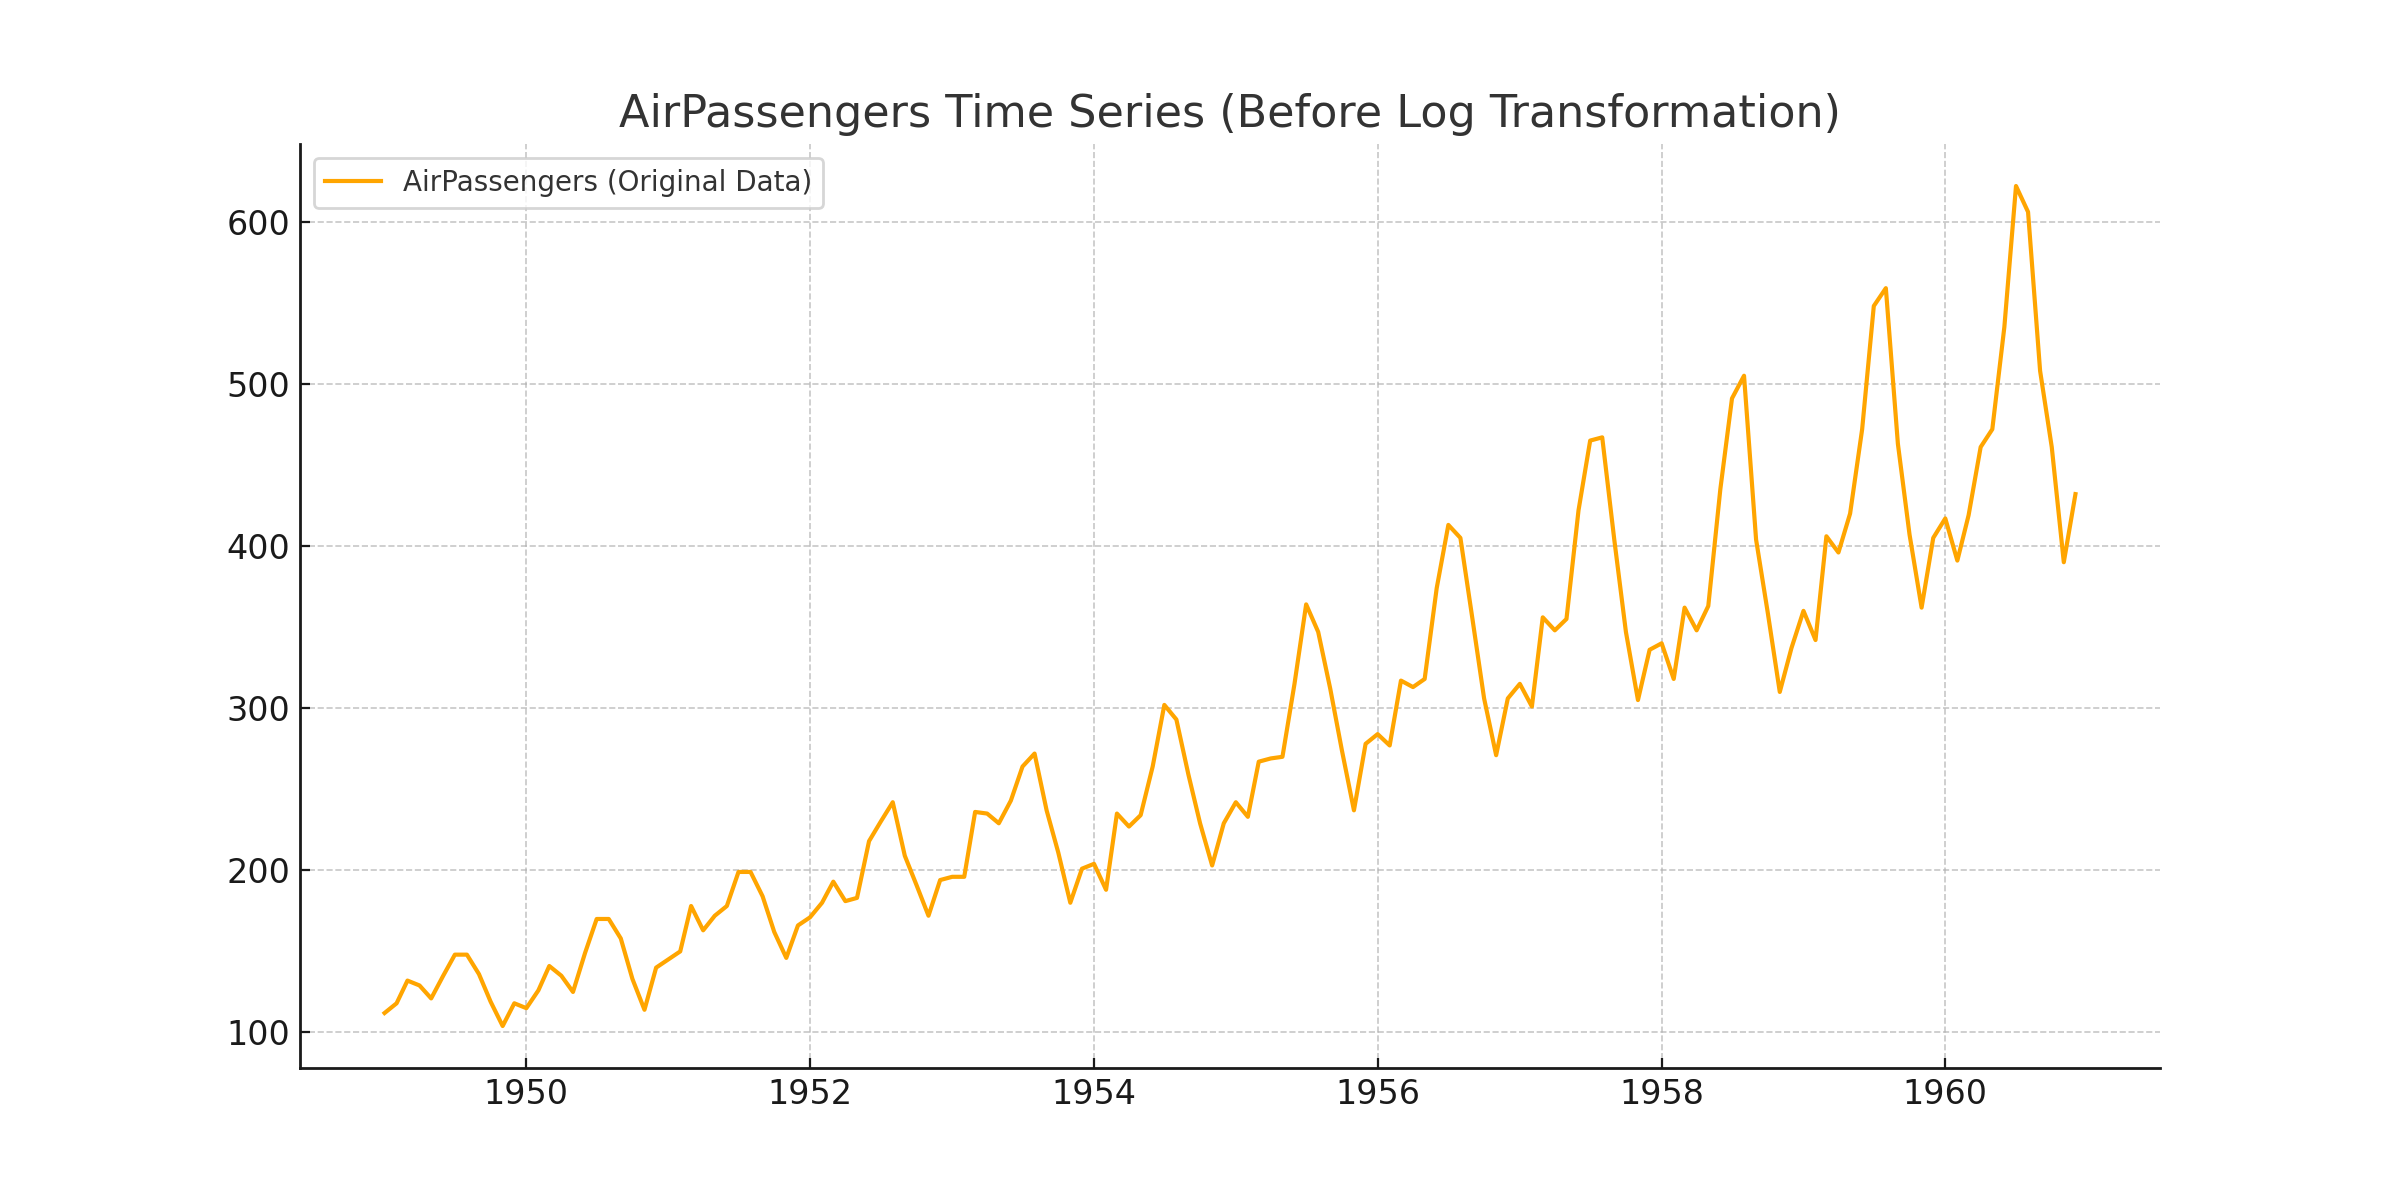 AirPassengers Time Series (Before Log Transformation)
AirPassengers (Original Data)
600
500
400
300
200
100
1950 1952 1954 1956 1958 1960